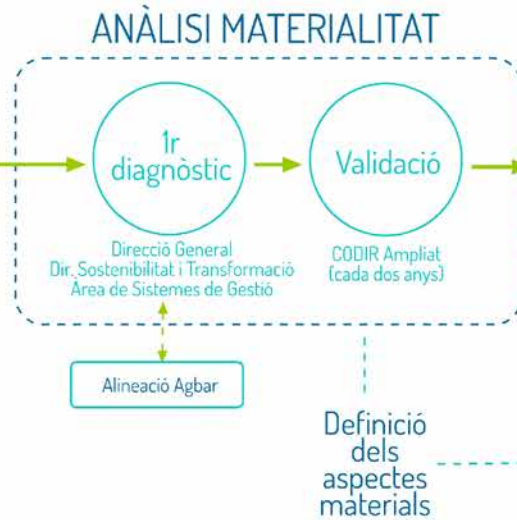 ANÀLISI MATERIALITAT
1r
diagnòstic
Validació
Direcció General
Dir. Sostenibilitat i Transformació
Àrea de Sistemes de Gestió
CODIR Ampliat
(cada dos anys)
Alineació Agbar
Definició
dels
aspectes
materials